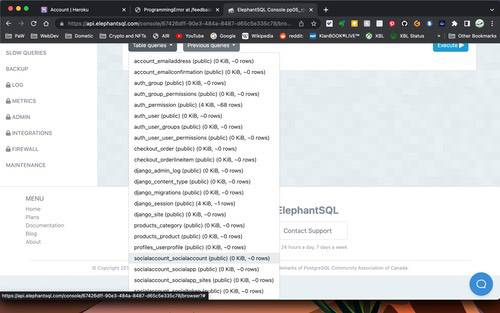 Account | Heroku
ProgrammingError at /feedback
ElephantSQL Console pp05_
https://api.elephantsql.com/console/67426dff-90e3-484a-8487-d65c5e335c78/br
WEB
Dometic
Crypto and NFTs
AIR
Google
Wikipedia
reddit
KlanBOOK®LIVE™
AIB
XBL
XBL Status
Other Bookmarks
SLOW QUERIES
BACKUP
LOG
METRICS
ADMIN
INTEGRATIONS
FIREWALL
MAINTENANCE
Table queries
Previous queries
Execute
account_emailaddress (public) (0 KiB, ~0 rows)
account_emailconfirmation (public) (0 KiB, ~0 rows)
auth_group (public) (0 KiB, ~0 rows)
auth_group_permissions (public) (0 KiB, ~0 rows)
auth_permission (public) (4 KiB, ~68 rows)
auth_user (public) (0 KiB, ~0 rows)
auth_user_groups (public) (0 KiB, ~0 rows)
auth_user_user_permissions (public) (0 KiB, ~0 rows)
checkout_order (public) (0 KiB, ~0 rows)
checkout_orderlineitem (public) (0 KiB, ~0 rows)
django_admin_log (public) (0 KiB, ~0 rows)
django_content_type (public) (0 KiB, ~0 rows)
django_migrations (public) (0 KiB, ~0 rows)
django_session (public) (4 KiB, ~1 rows)
django_site (public) (0 KiB, ~0 rows)
products_category (public) (0 KiB, ~0 rows)
products_product (public) (0 KiB, ~0 rows)
profiles_userprofile (public) (0 KiB, ~0 rows)
socialaccount_socialaccount (public) (0 KiB, ~0 rows)
socialaccount_socialapp (public) (0 KiB, ~0 rows)
socialaccount_socialapp_sites (public) (0 KiB, ~0 rows)
MENU
Home
Plans
Documentation
Blog
About
ElephantSQL
Contact Support
24 hours a day, 7 days a week.
© Copyright 20
marks of PostgreSQL Community Association of Canada.
https://api.elephantsql.com/console/67426dff-90e3-484a-8487-d65c5e335c78/browser?#